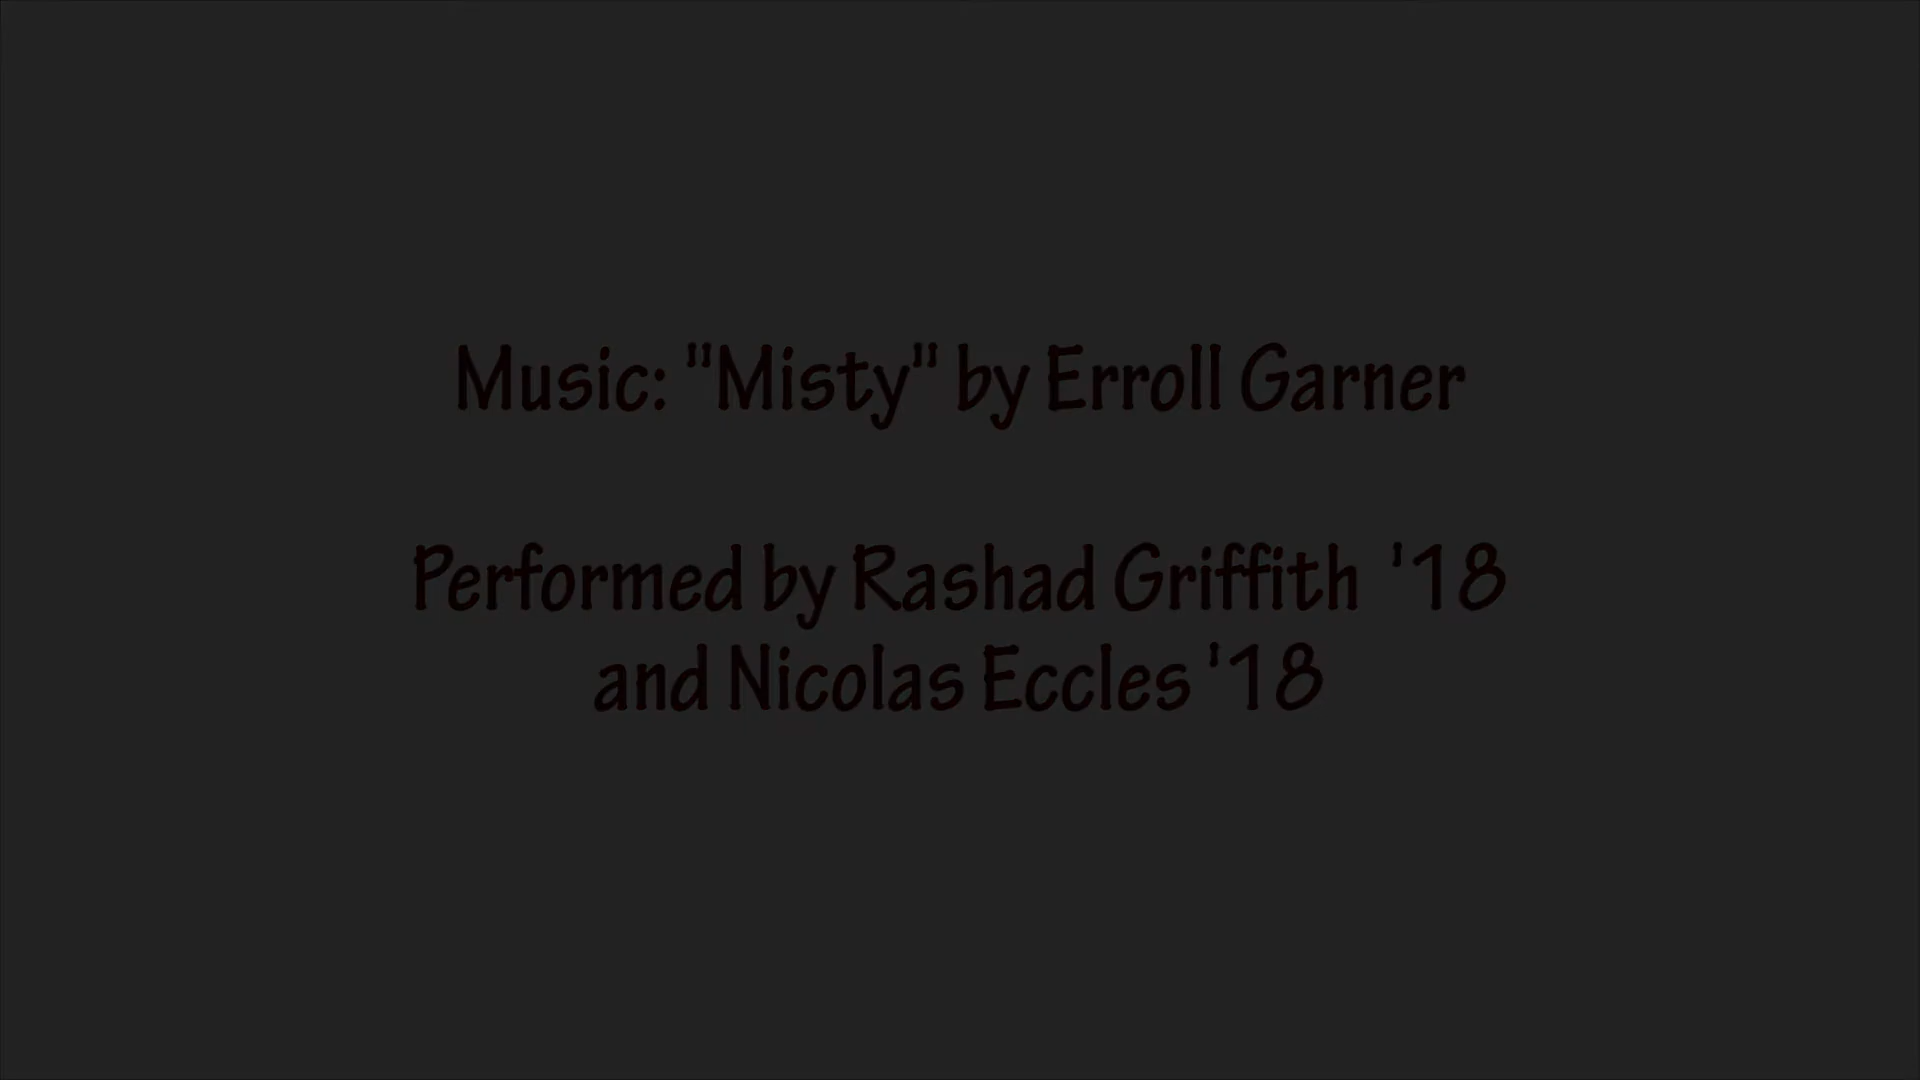 Music: "Misty" by Erroll Garner
Performed by Rashad Griffith '18
and Nicolas Eccles '18